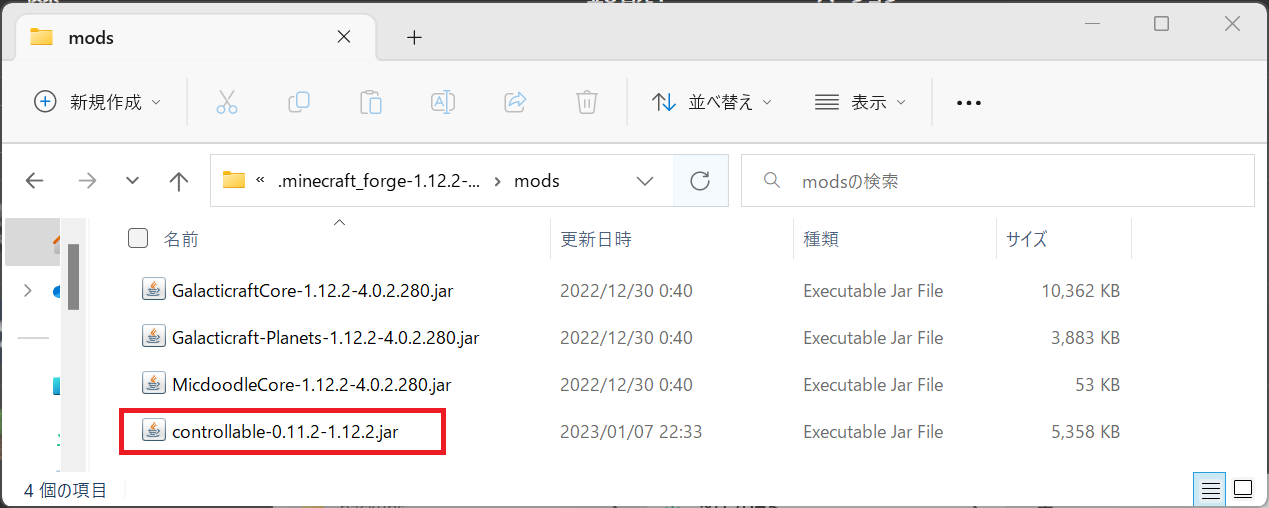 mods
新規作成
並べ替え
表示
« .minecraft_forge-1.12.2-... > mods
modsの検索
名前 更新日時 種類 サイズ
GalacticraftCore-1.12.2-4.0.2.280.jar 2022/12/30 0:40 Executable Jar File 10,362 KB
Galacticraft-Planets-1.12.2-4.0.2.280.jar 2022/12/30 0:40 Executable Jar File 3,883 KB
MicdoodleCore-1.12.2-4.0.2.280.jar 2022/12/30 0:40 Executable Jar File 53 KB
controllable-0.11.2-1.12.2.jar 2023/01/07 22:33 Executable Jar File 5,358 KB
4 個の項目